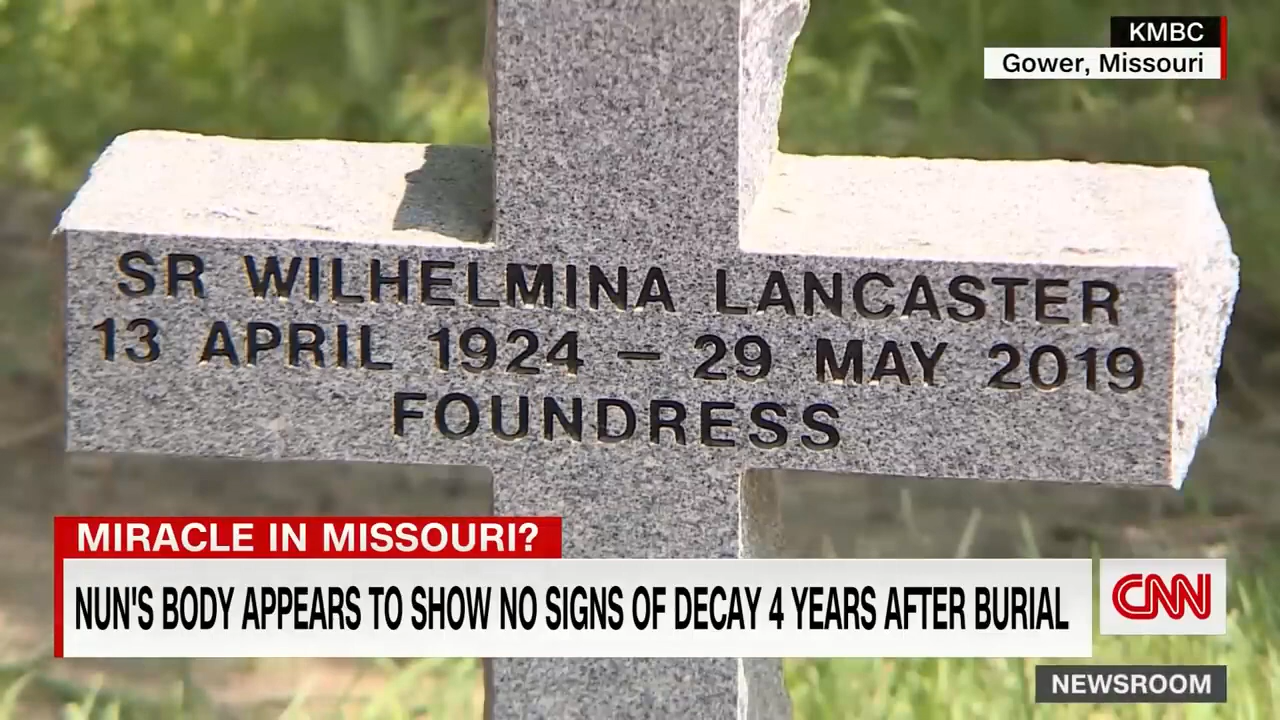 KMBC
Gower, Missouri
SR WILHELMINA LANCASTER
13 APRIL 1924 – 29 MAY 2019
FOUNDRESS
MIRACLE IN MISSOURI?
NUN'S BODY APPEARS TO SHOW NO SIGNS OF DECAY 4 YEARS AFTER BURIAL
CNN
NEWSROOM